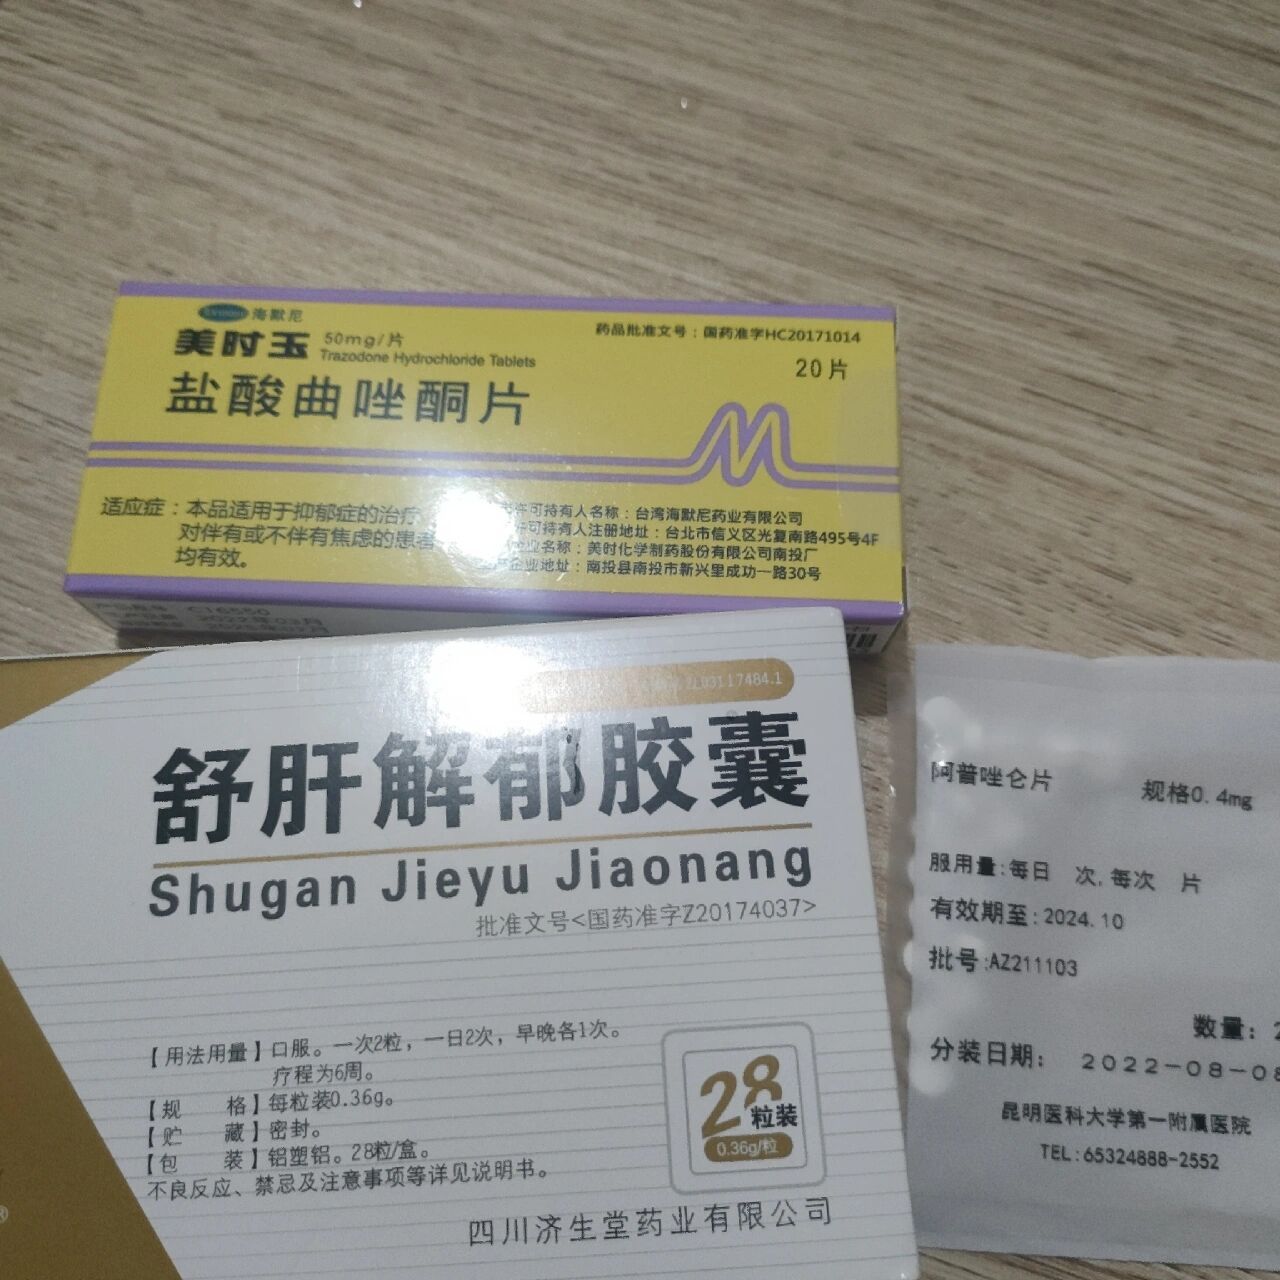 海默尼
美时玉 50mg/片
Trazodone Hydrochloride Tablets
盐酸曲唑酮片
药品批准文号：国药准字HC20171014
20片
适应症：本品适用于抑郁症的治疗
对伴有或不伴有焦虑的患者
均有效。
许可持有人名称：台湾海默尼药业有限公司
许可持有人注册地址：台北市信义区光复南路495号4F
业名称：美时化学制药股份有限公司南投厂
企业地址：南投县南投市新兴里成功一路30号
CJ6550
2022年03月
7484.1
舒肝解郁胶囊
Shugan Jieyu Jiaonang
批准文号<国药准字Z20174037>
【用法用量】口服。一次2粒，一日2次，早晚各1次。
疗程为6周。
【规 格】每粒装0.36g。
【贮 藏】密封。
【包 装】铝塑铝。28粒/盒。
不良反应、禁忌及注意事项等详见说明书。
28
粒装
0.36g/粒
四川济生堂药业有限公司
®
阿普唑仑片 规格0.4mg
服用量:每日 次,每次 片
有效期至:2024.10
批号:AZ211103
数量：
分装日期： 2022-08-08
昆明医科大学第一附属医院
TEL:65324888-2552